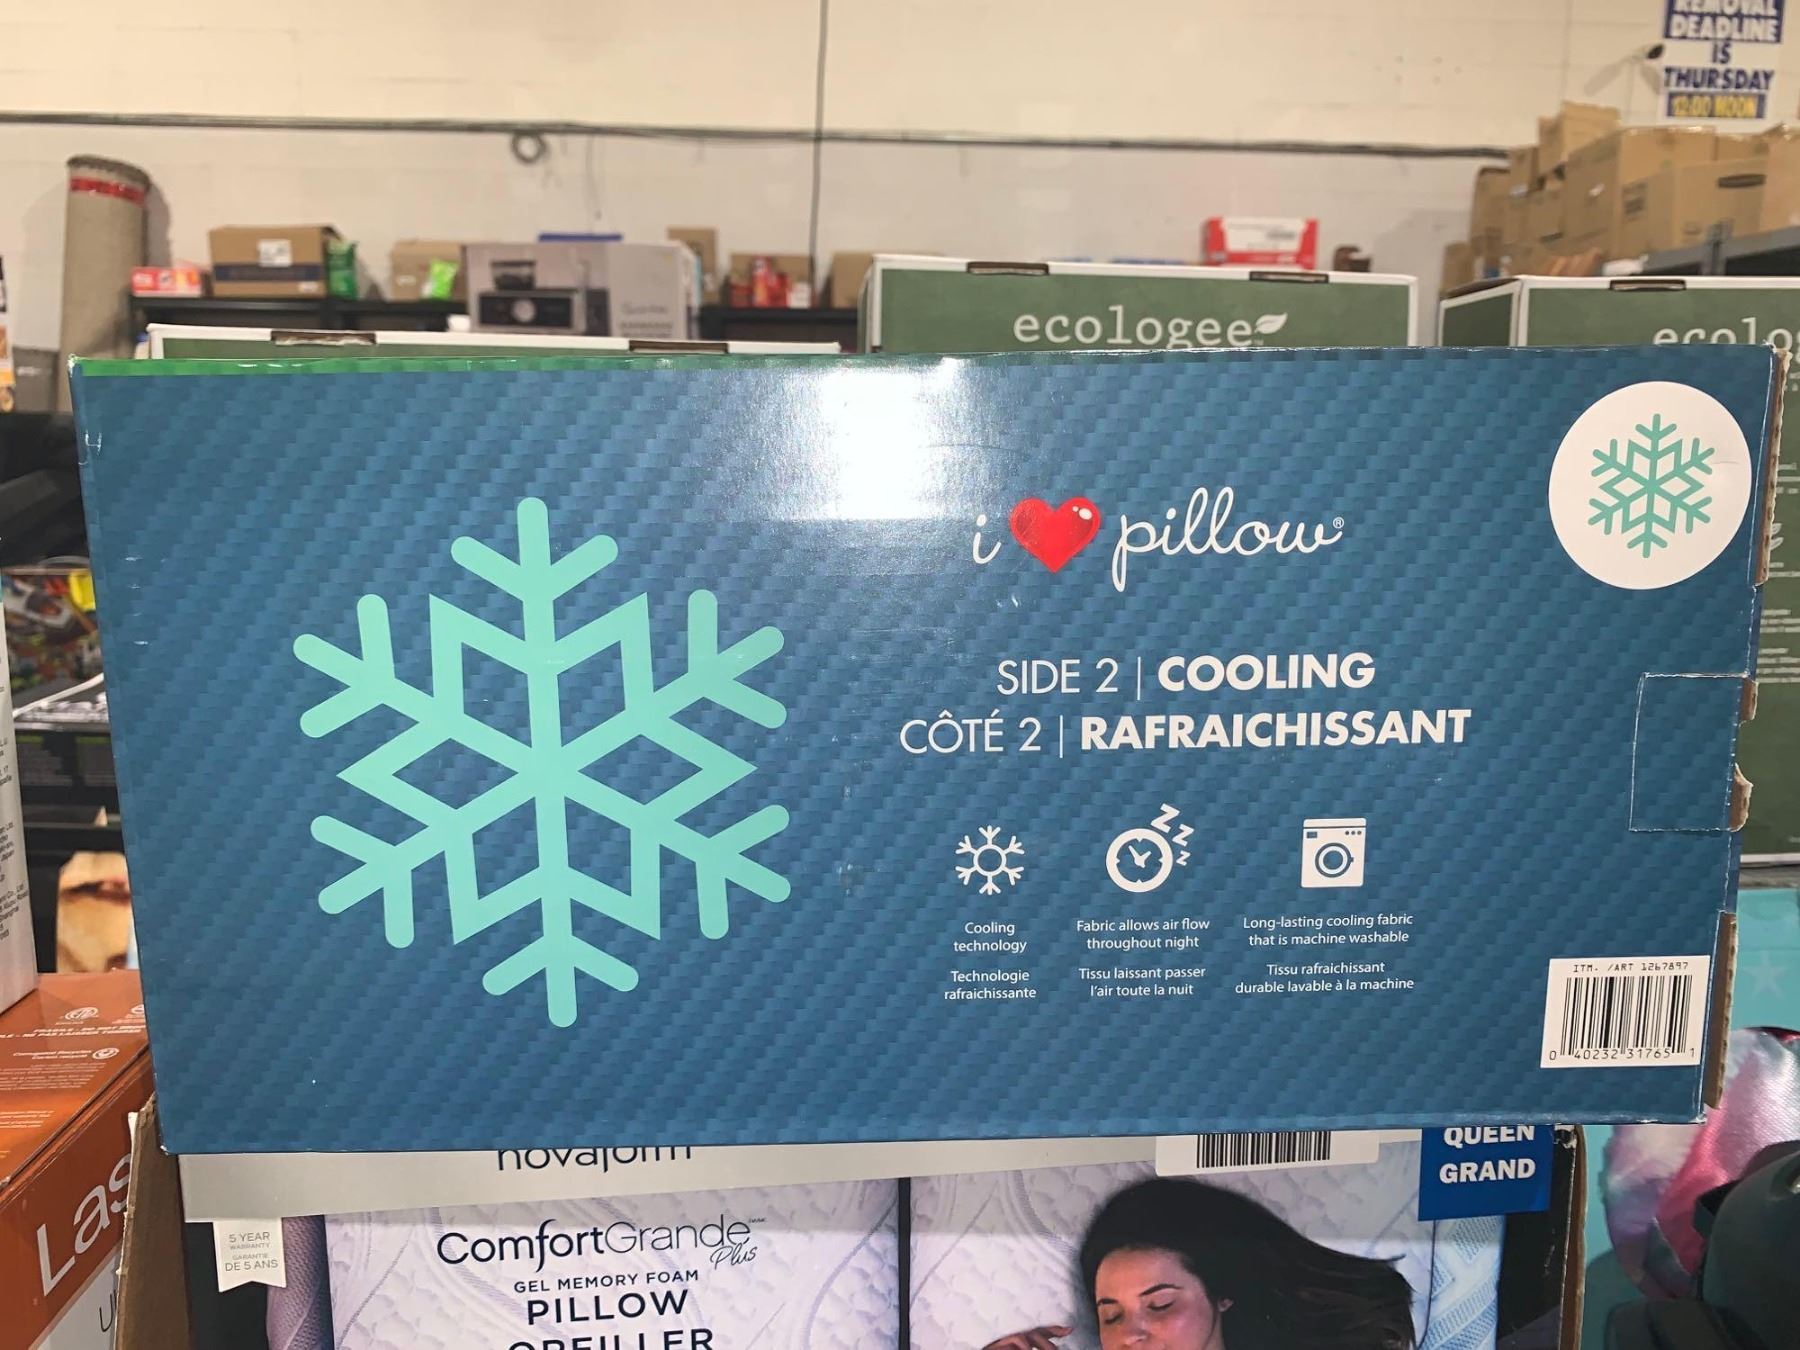 REMOVAL
DEADLINE
IS
THURSDAY
12:00 NOON
ecologee
ecolo
i pillow®
SIDE 2 | COOLING
CÔTÉ 2 | RAFRAICHISSANT
Cooling
technology
Technologie
rafraichissante
Fabric allows air flow
throughout night
Tissu laissant passer
l'air toute la nuit
Long-lasting cooling fabric
that is machine washable
Tissu rafraichissant
durable lavable à la machine
ITM. /ART 1267897
0 40232 31765 1
novaform
QUEEN
GRAND
5 YEAR
WARRANTY
GARANTIE
DE 5 ANS
ComfortGrande
Plus
GEL MEMORY FOAM
PILLOW
OREILLER
Las